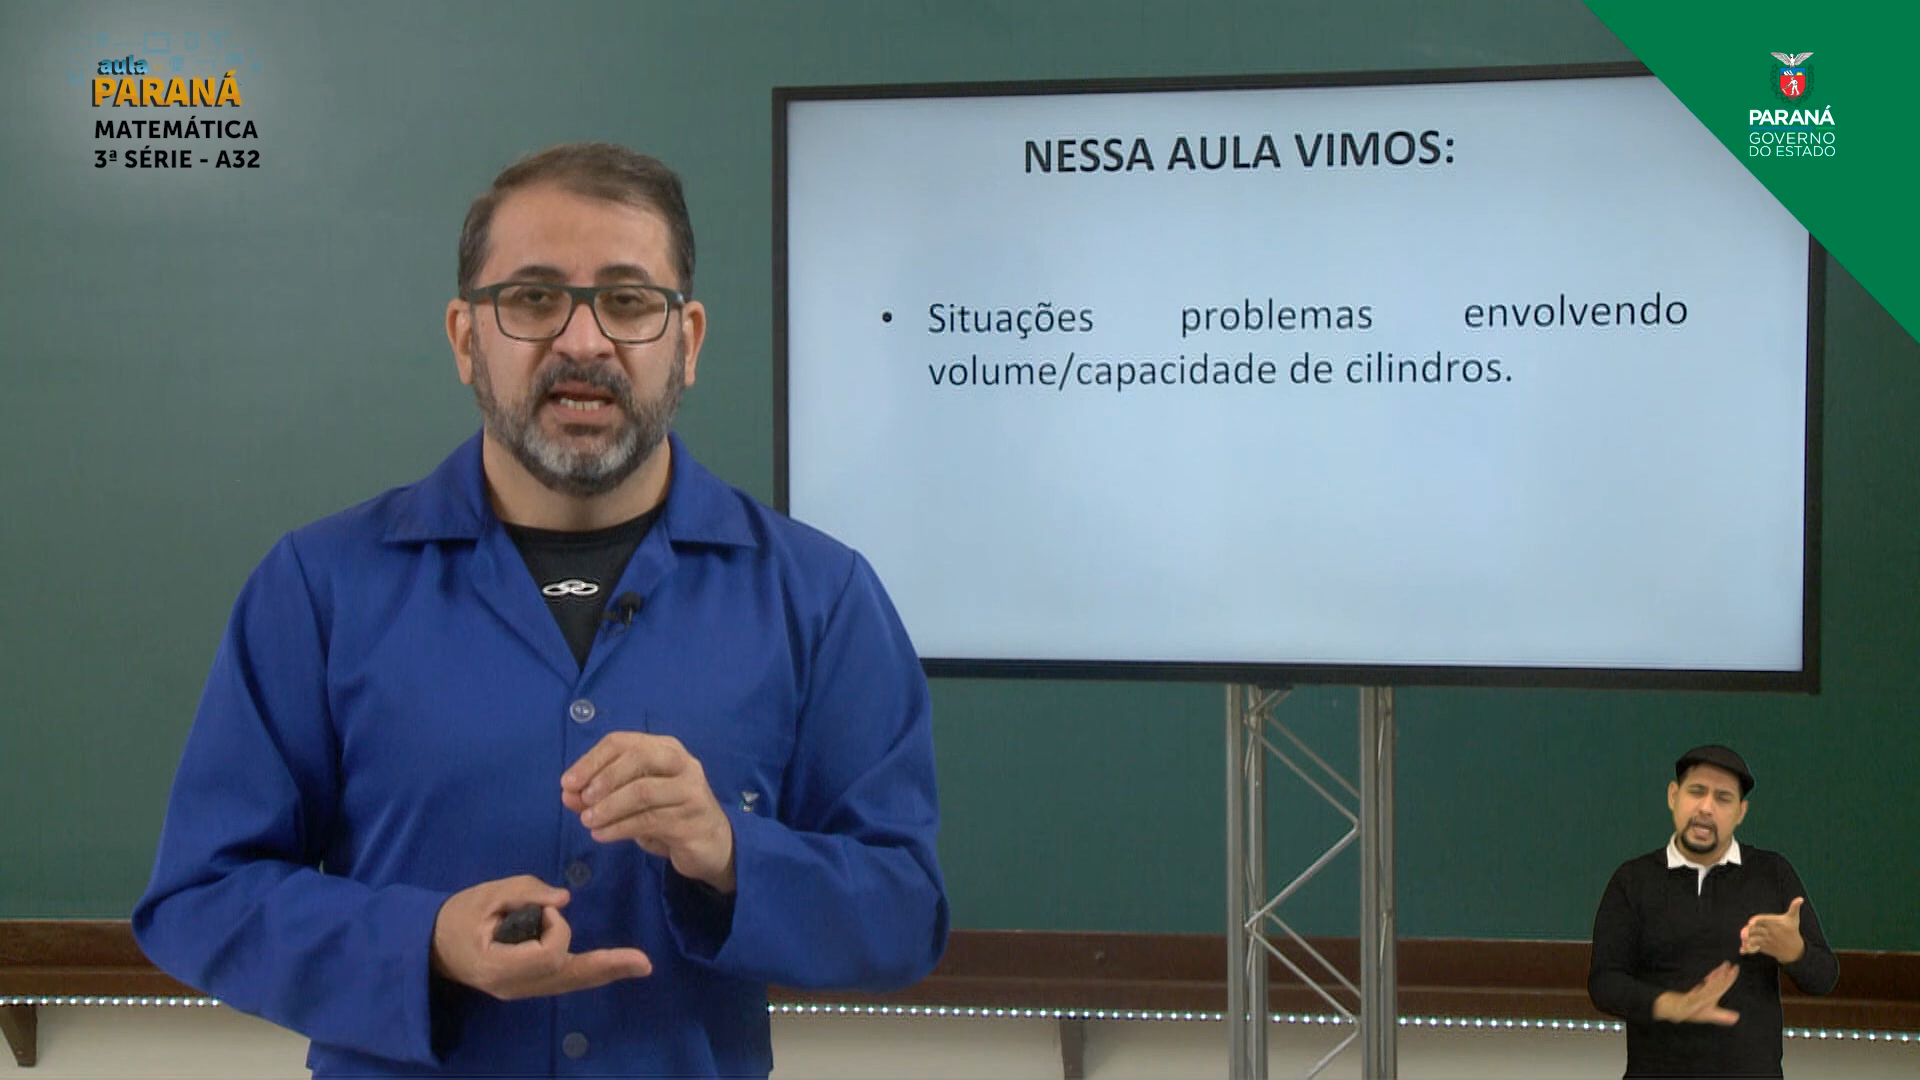 aula
PARANÁ
MATEMÁTICA
3ª SÉRIE - A32
NESSA AULA VIMOS:
• Situações problemas envolvendo
volume/capacidade de cilindros.
PARANÁ
GOVERNO
DO ESTADO